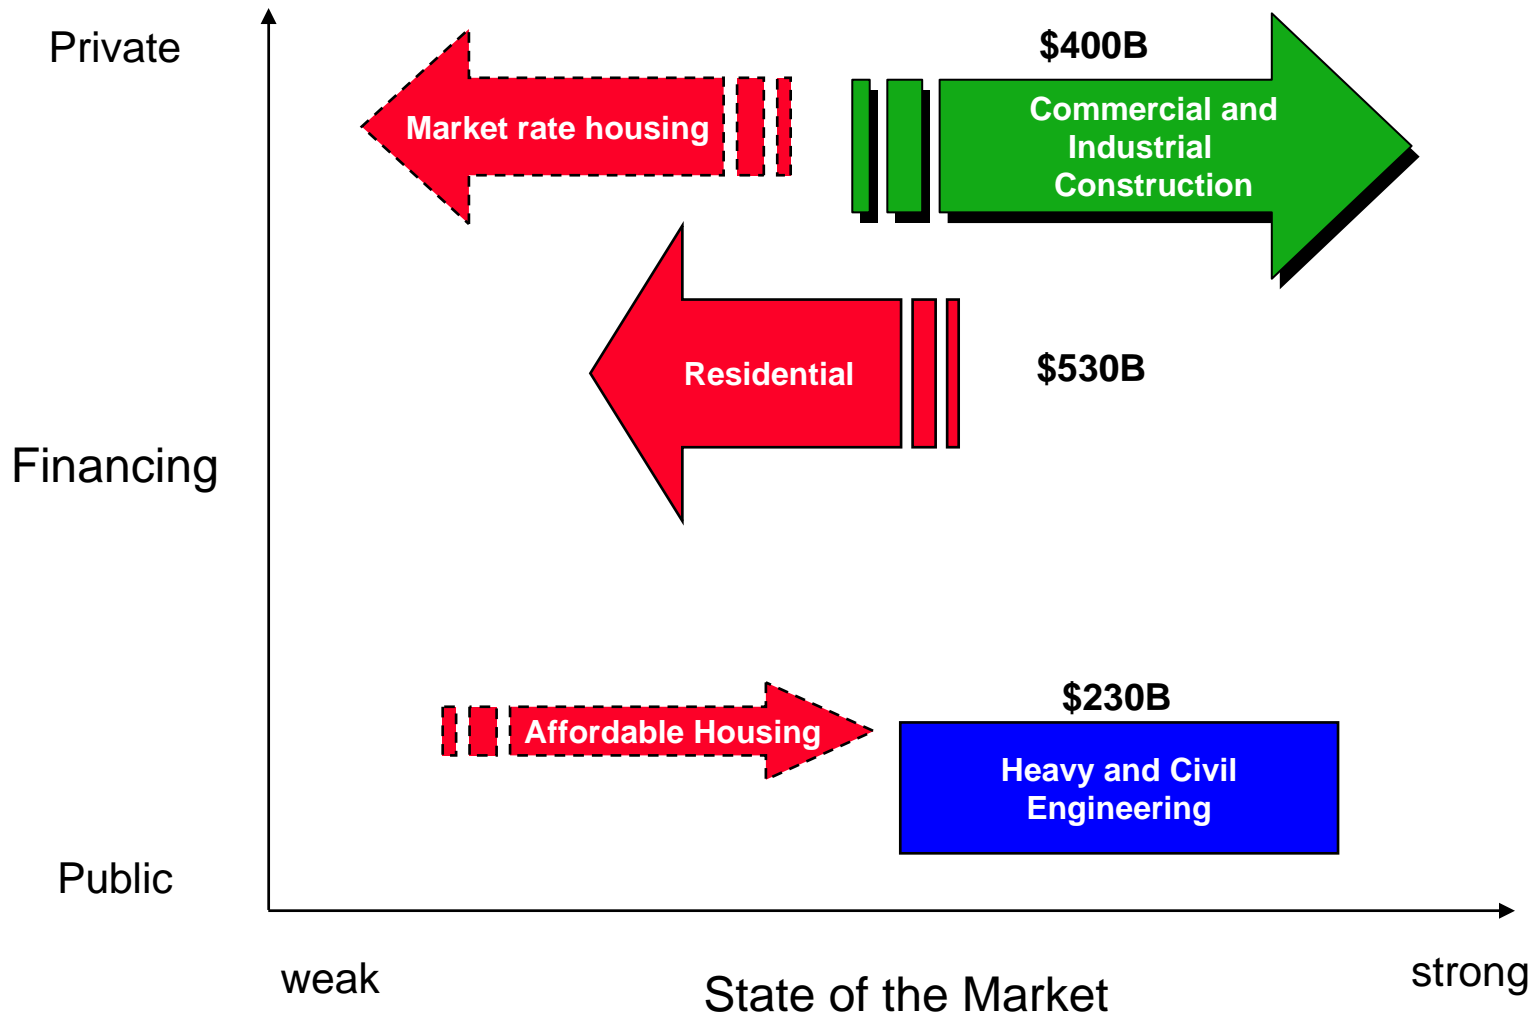 Private
$400B
Market rate housing
Commercial and
Industrial
Construction
Residential
$530B
Financing
$230B
Affordable Housing
Heavy and Civil
Engineering
Public
weak
State of the Market
strong